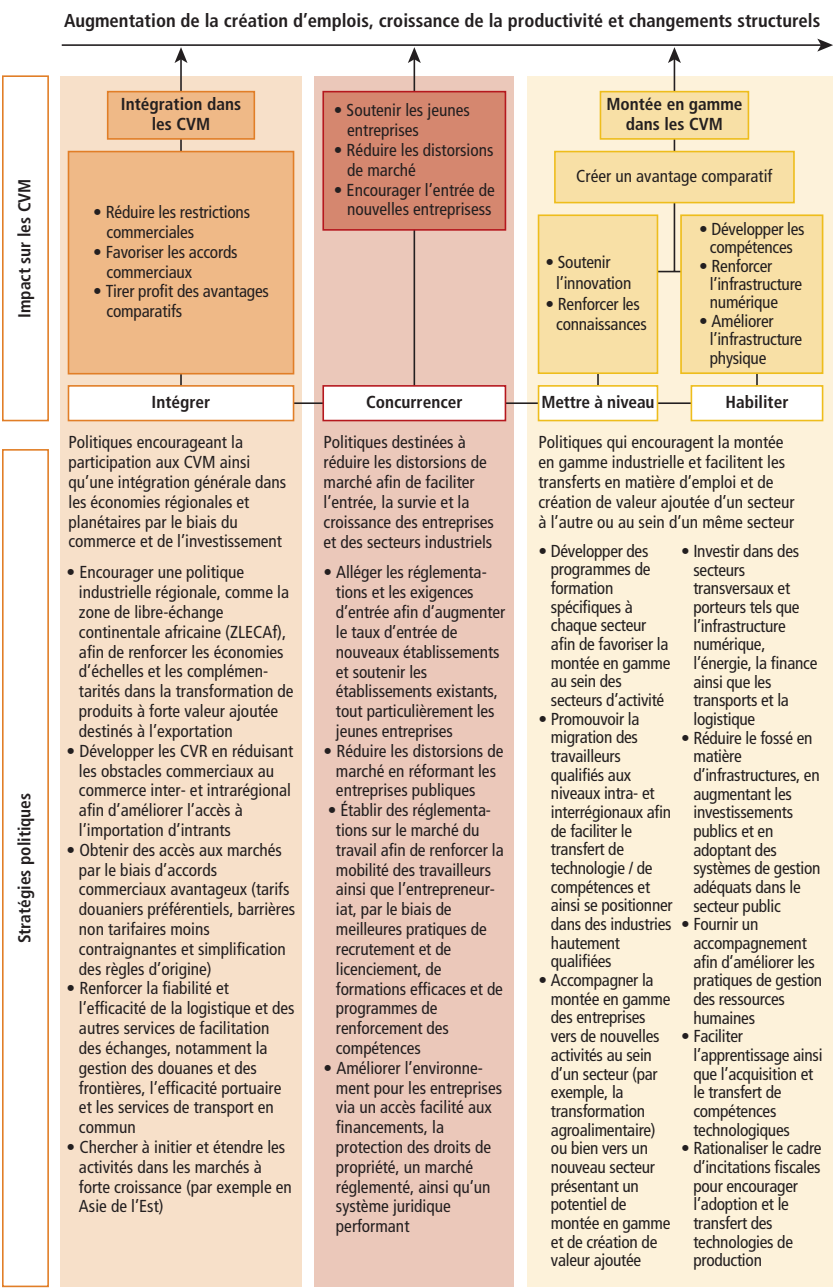 Augmentation de la création d’emplois, croissance de la productivité et changements structurels
Impact sur les CVM
Intégration dans
les CVM
• Réduire les restrictions
commerciales
• Favoriser les accords
commerciaux
• Tirer profit des avantages
comparatifs
• Soutenir les jeunes
entreprises
• Réduire les distorsions
de marché
• Encourager l’entrée de
nouvelles entreprisess
Montée en gamme
dans les CVM
Créer un avantage comparatif
• Soutenir
l’innovation
• Renforcer les
connaissances
• Développer les
compétences
• Renforcer
l’infrastructure
numérique
• Améliorer
l’infrastructure
physique
Intégrer
Concurrencer
Mettre à niveau
Habiliter
Stratégies politiques
Politiques encourageant la
participation aux CVM ainsi
qu’une intégration générale dans
les économies régionales et
planétaires par le biais du
commerce et de l’investissement
• Encourager une politique
industrielle régionale, comme la
zone de libre-échange
continentale africaine (ZLECAf),
afin de renforcer les économies
d’échelles et les complémen-
tarités dans la transformation de
produits à forte valeur ajoutée
destinés à l’exportation
• Développer les CVR en réduisant
les obstacles commerciaux au
commerce inter- et intrarégional
afin d’améliorer l’accès à
l’importation d’intrants
• Obtenir des accès aux marchés
par le biais d’accords
commerciaux avantageux (tarifs
douaniers préférentiels, barrières
non tarifaires moins
contraignantes et simplification
des règles d’origine)
• Renforcer la fiabilité et
l’efficacité de la logistique et des
autres services de facilitation
des échanges, notamment la
gestion des douanes et des
frontières, l’efficacité portuaire
et les services de transport en
commun
• Chercher à initier et étendre les
activités dans les marchés à
forte croissance (par exemple en
Asie de l’Est)
Politiques destinées à
réduire les distorsions de
marché afin de faciliter
l’entrée, la survie et la
croissance des entreprises
et des secteurs industriels
• Alléger les réglementa-
tions et les exigences
d’entrée afin d’augmenter
le taux d’entrée de
nouveaux établissements
et soutenir les
établissements existants,
tout particulièrement les
jeunes entreprises
• Réduire les distorsions de
marché en réformant les
entreprises publiques
• Établir des réglementa-
tions sur le marché du
travail afin de renforcer la
mobilité des travailleurs
ainsi que l’entrepreneur-
iat, par le biais de
meilleures pratiques de
recrutement et de
licenciement, de
formations efficaces et de
programmes de
renforcement des
compétences
• Améliorer l’environne-
ment pour les entreprises
via un accès facilité aux
financements, la
protection des droits de
propriété, un marché
réglementé, ainsi qu’un
système juridique
performant
Politiques qui encouragent la montée
en gamme industrielle et facilitent les
transferts en matière d’emploi et de
création de valeur ajoutée d’un secteur
à l’autre ou au sein d’un même secteur
• Développer des
programmes de
formation
spécifiques à
chaque secteur
afin de favoriser la
montée en gamme
au sein des
secteurs d’activité
• Promouvoir la
migration des
travailleurs
qualifiés aux
niveaux intra- et
interrégionaux afin
de faciliter le
transfert de
technologie / de
compétences et
ainsi se positionner
dans des industries
hautement
qualifiées
• Accompagner la
montée en gamme
des entreprises
vers de nouvelles
activités au sein
d’un secteur (par
exemple, la
transformation
agroalimentaire)
ou bien vers un
nouveau secteur
présentant un
potentiel de
montée en gamme
et de création de
valeur ajoutée
• Investir dans des
secteurs
transversaux et
porteurs tels que
l’infrastructure
numérique,
l’énergie, la finance
ainsi que les
transports et la
logistique
• Réduire le fossé en
matière
d’infrastructures, en
augmentant les
investissements
publics et en
adoptant des
systèmes de gestion
adéquats dans le
secteur public
• Fournir un
accompagnement
afin d’améliorer les
pratiques de gestion
des ressources
humaines
• Faciliter
l’apprentissage ainsi
que l’acquisition et
le transfert de
compétences
technologiques
• Rationaliser le cadre
d’incitations fiscales
pour encourager
l’adoption et le
transfert des
technologies de
production